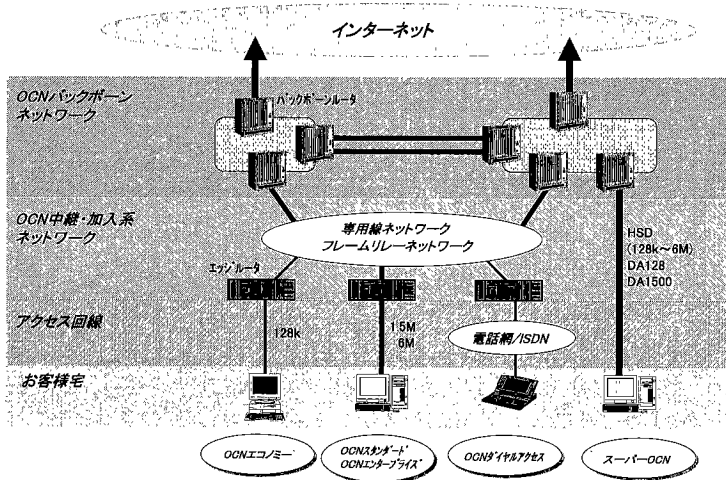 インターネット
OCNバックボーン
ネットワーク
バックボーンルータ
OCN中継・加入系
ネットワーク
専用線ネットワーク
フレームリレーネットワーク
HSD
(128k～6M)
DA128
DA1500
エッジルータ
アクセス回線
128k
1.5M
6M
電話網/ISDN
お客様宅
OCNエコノミー
OCNスタンダード
OCNエンタープライズ
OCNダイヤルアクセス
スーパーOCN